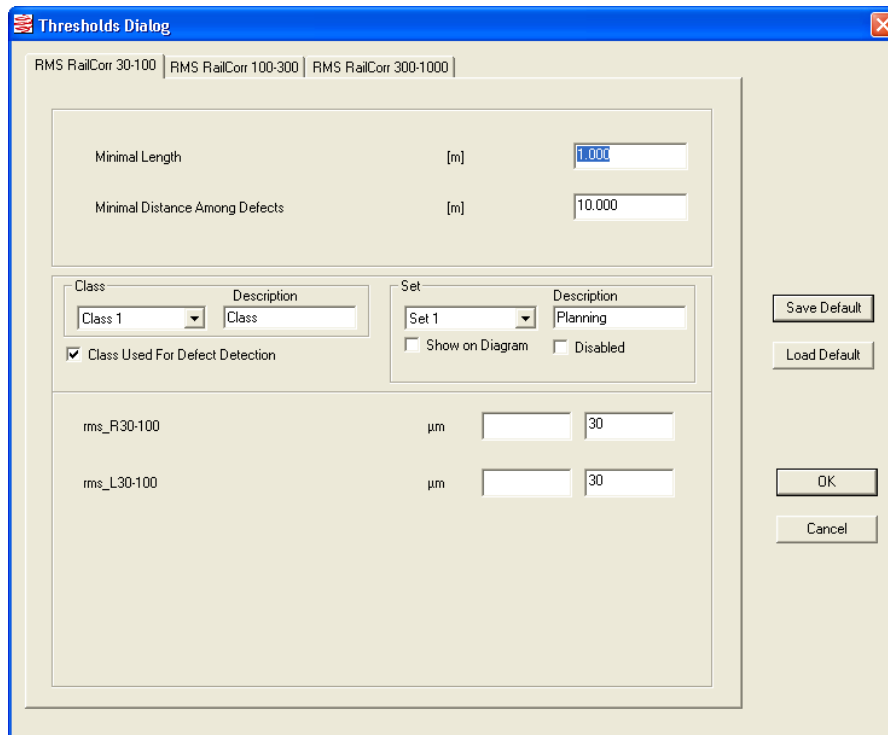 Thresholds Dialog
RMS RailCorr 30-100 RMS RailCorr 100-300 RMS RailCorr 300-1000
Minimal Length [m] 1.000
Minimal Distance Among Defects [m] 10.000
Class Set
Description Description
Class 1 Class Set 1 Planning
Class Used For Defect Detection Show on Diagram Disabled
Save Default
Load Default
rms_R30-100 µm 30
rms_L30-100 µm 30
OK
Cancel